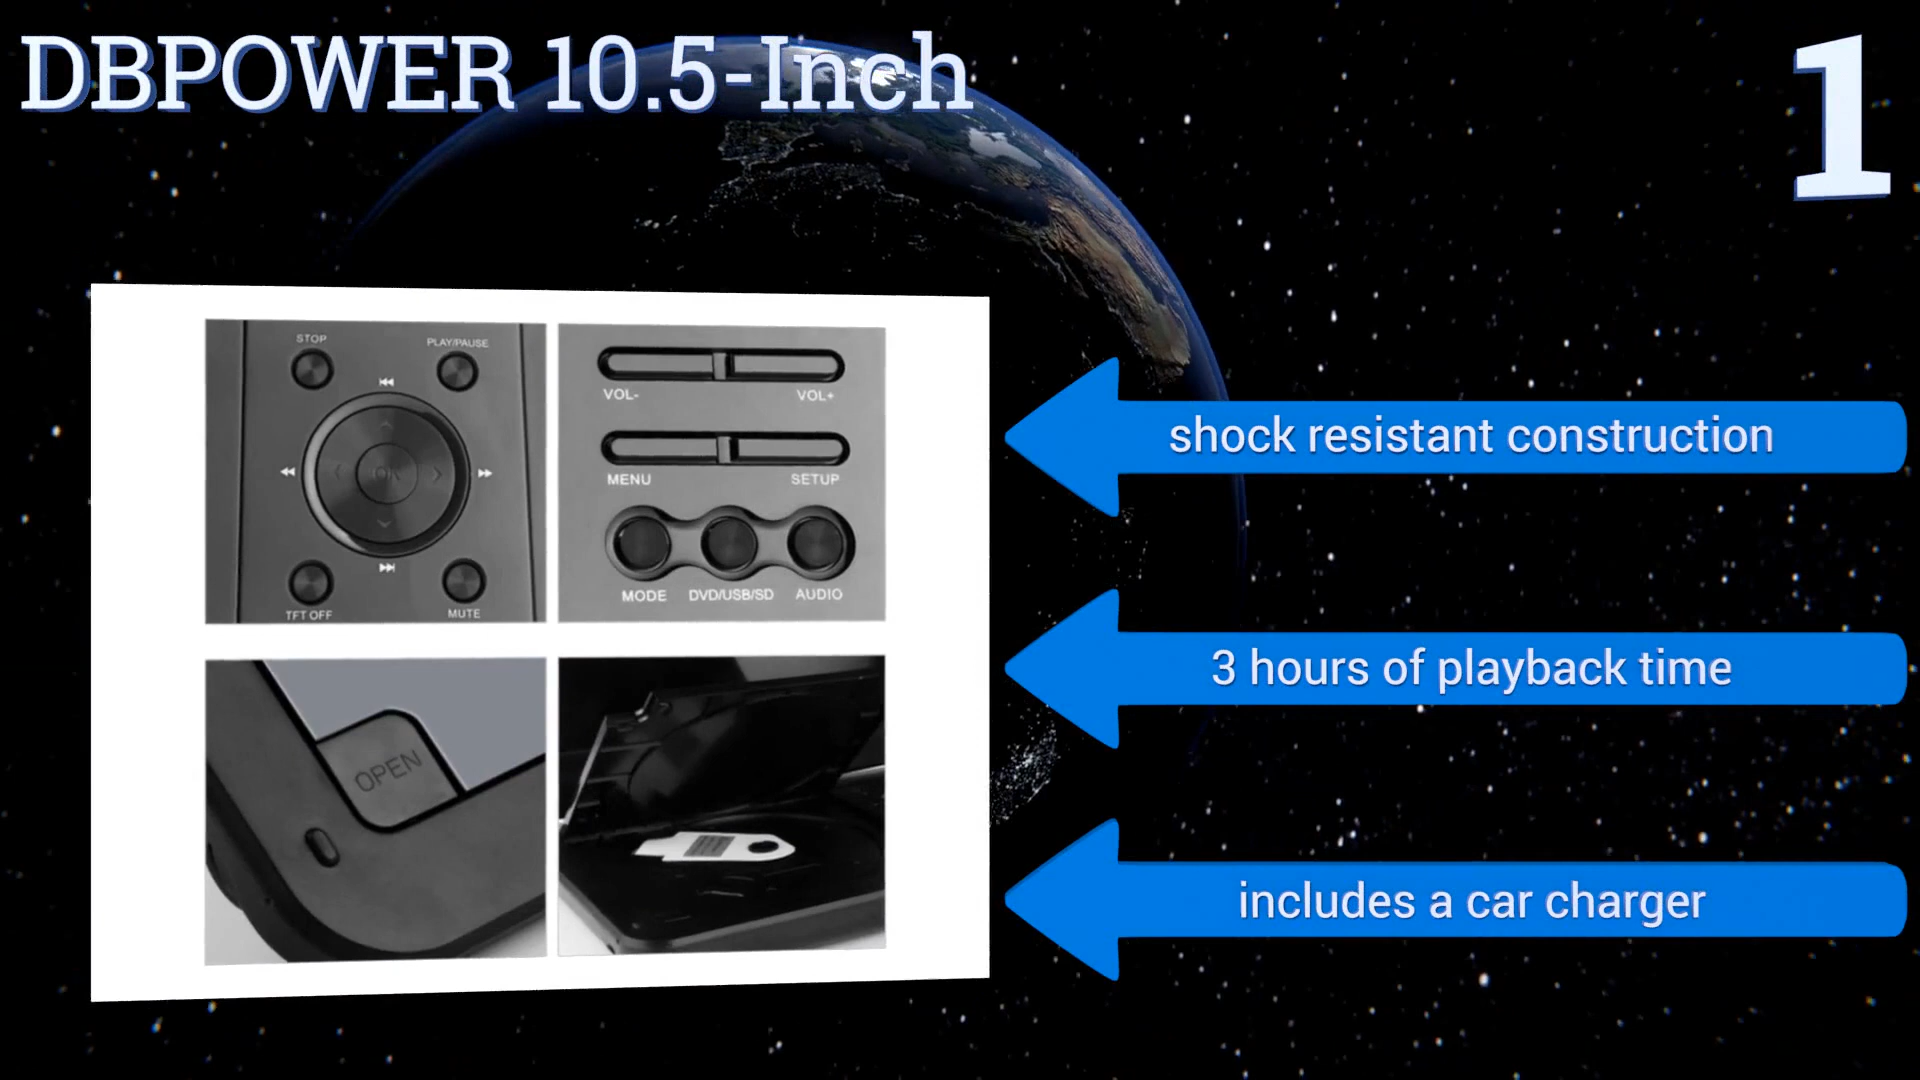 DBPOWER 10.5-Inch
1
STOP
PLAY/PAUSE
OK
TFT OFF
MUTE
VOL-
VOL+
MENU
SETUP
MODE
DVD/USB/SD
AUDIO
OPEN
shock resistant construction
3 hours of playback time
includes a car charger